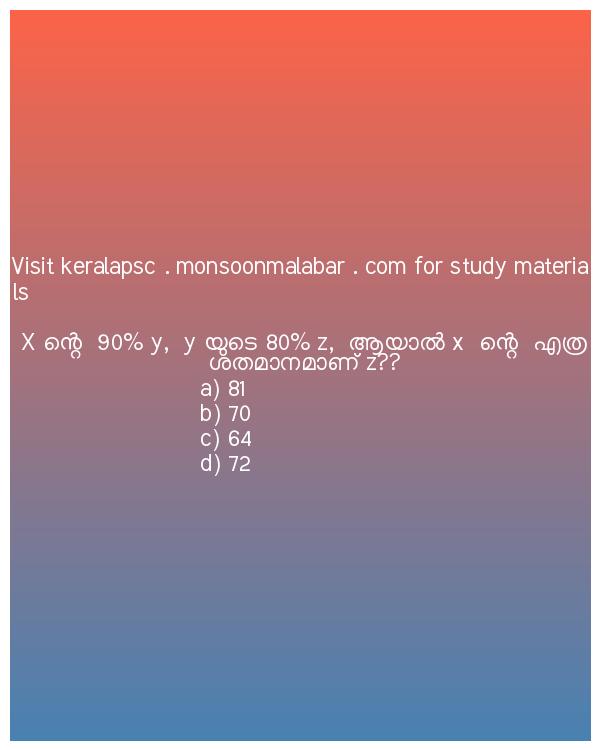 Visit keralapsc . monsoonmalabar . com for study materia
ls
X ന്റെ 90% y, y യുടെ 80% z, ആയാൽ x ന്റെ എത്ര
ശതമാനമാണ് z??
a) 81
b) 70
c) 64
d) 72